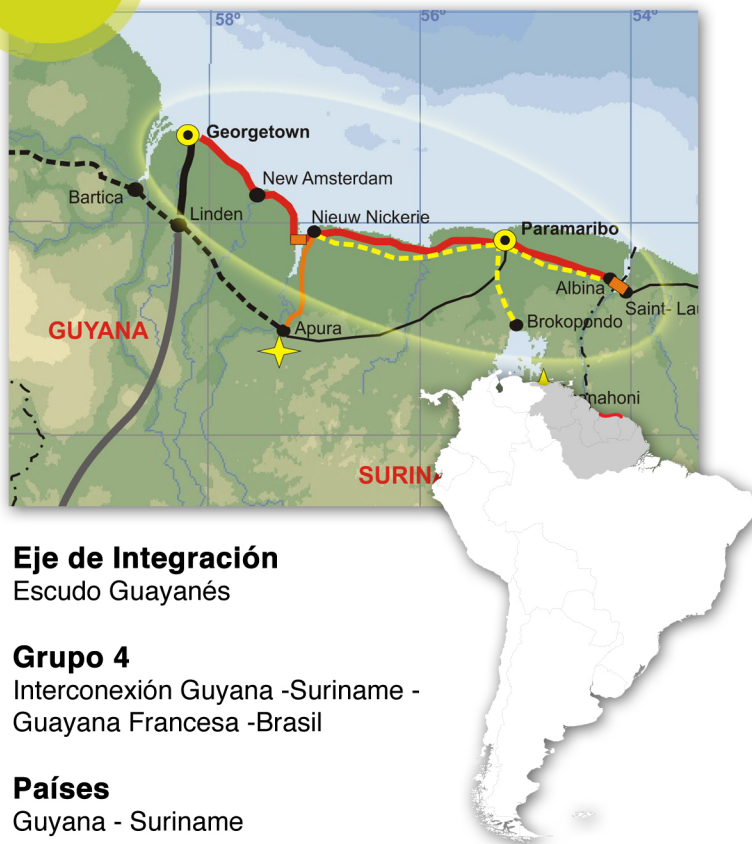 58° 56° 54°
Georgetown
New Amsterdam
Bartica
Linden
Nieuw Nickerie
Paramaribo
Albina
Saint- Lau
GUYANA
Apura
Brokopondo
nahoni
SURIN
Eje de Integración
Escudo Guayanés
Grupo 4
Interconexión Guyana -Suriname -
Guayana Francesa -Brasil
Países
Guyana - Suriname